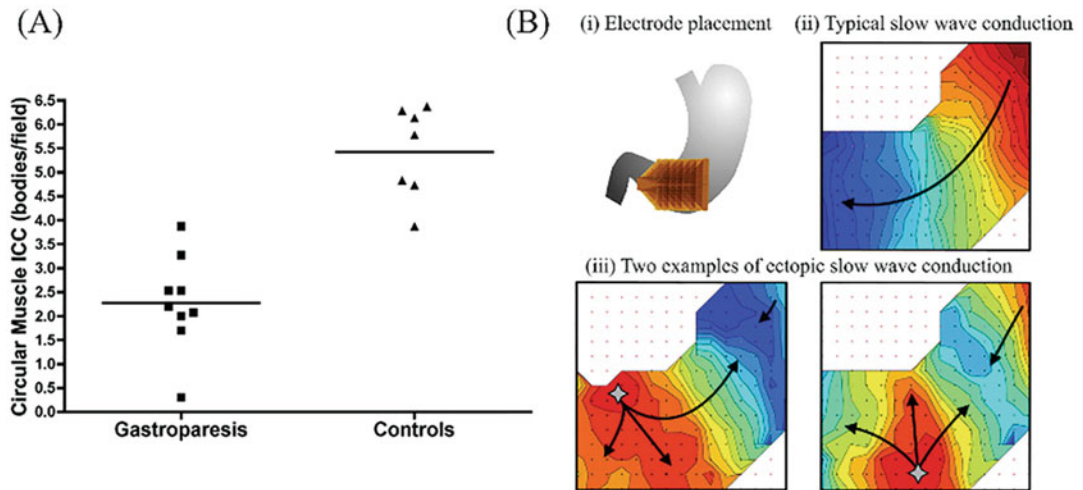 (A)
Circular Muscle ICC (bodies/field)
6.5
6.0
5.5
5.0
4.5
4.0
3.5
3.0
2.5
2.0
1.5
1.0
0.5
0.0
Gastroparesis
Controls
(B)
(i) Electrode placement
(ii) Typical slow wave conduction
(iii) Two examples of ectopic slow wave conduction